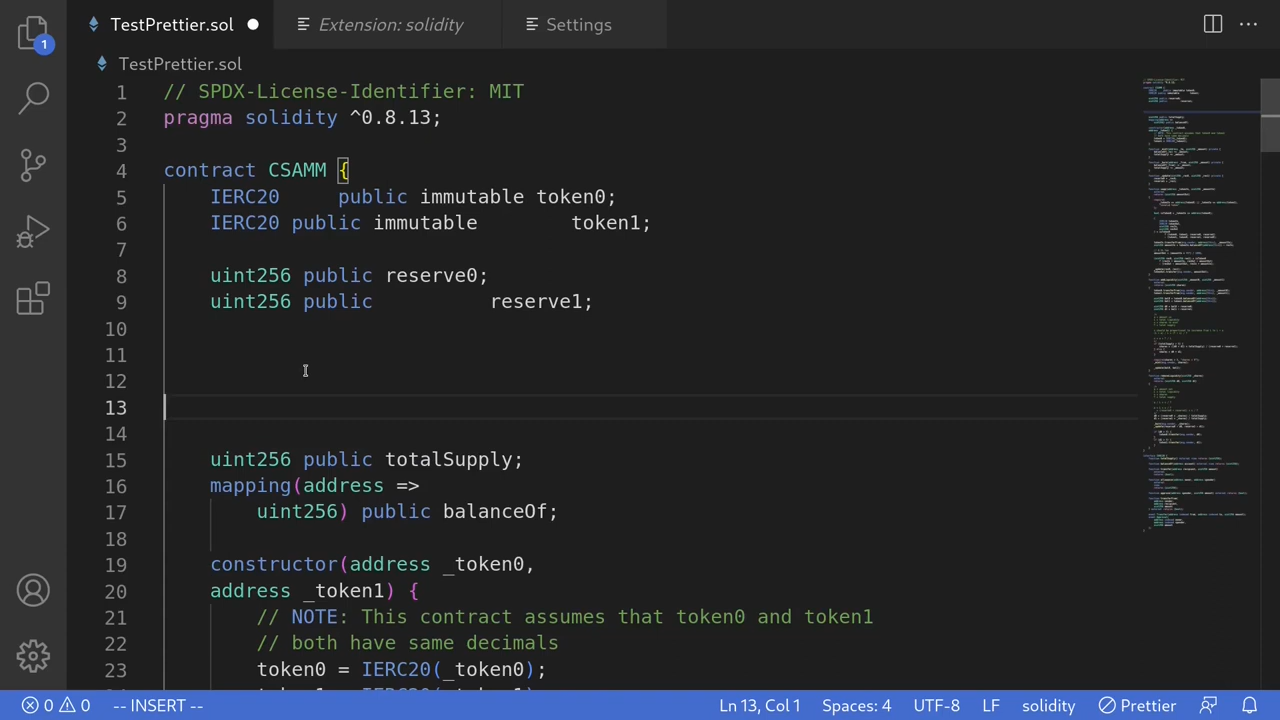 TestPrettier.sol
Extension: solidity
Settings
1
TestPrettier.sol
1 // SPDX-License-Identifier: MIT
2 pragma solidity ^0.8.13;
3
4 contract CSAMM {
5 IERC20 public immutable token0;
6 IERC20 public immutable token1;
7
8 uint256 public reserve0;
9 uint256 public reserve1;
10
11
12
13
14
15 uint256 public totalSupply;
16 mapping(address =>
17 uint256) public balanceOf;
18
19 constructor(address _token0,
20 address _token1) {
21 // NOTE: This contract assumes that token0 and token1
22 // both have same decimals
23 token0 = IERC20(_token0);
0 0 -- INSERT -- Ln 13, Col 1 Spaces: 4 UTF-8 LF solidity Prettier